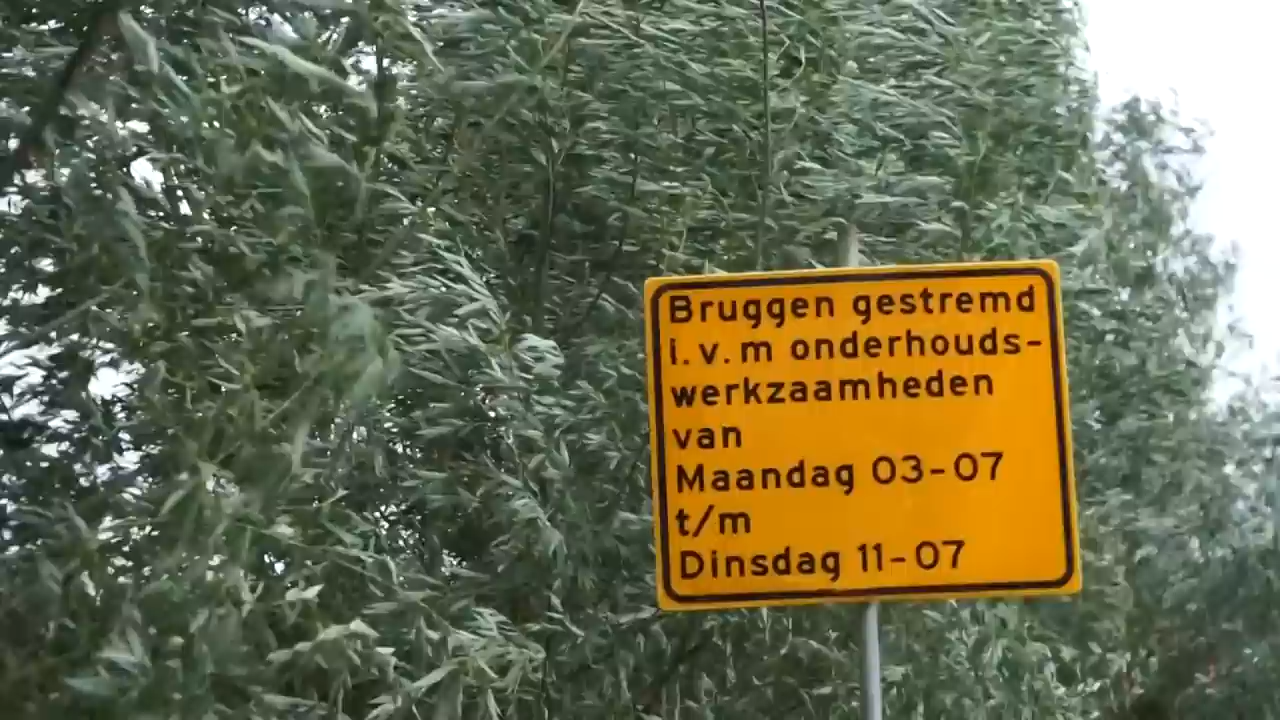 Bruggen gestremd
i.v.m onderhouds-
werkzaamheden
van
Maandag 03-07
t/m
Dinsdag 11-07